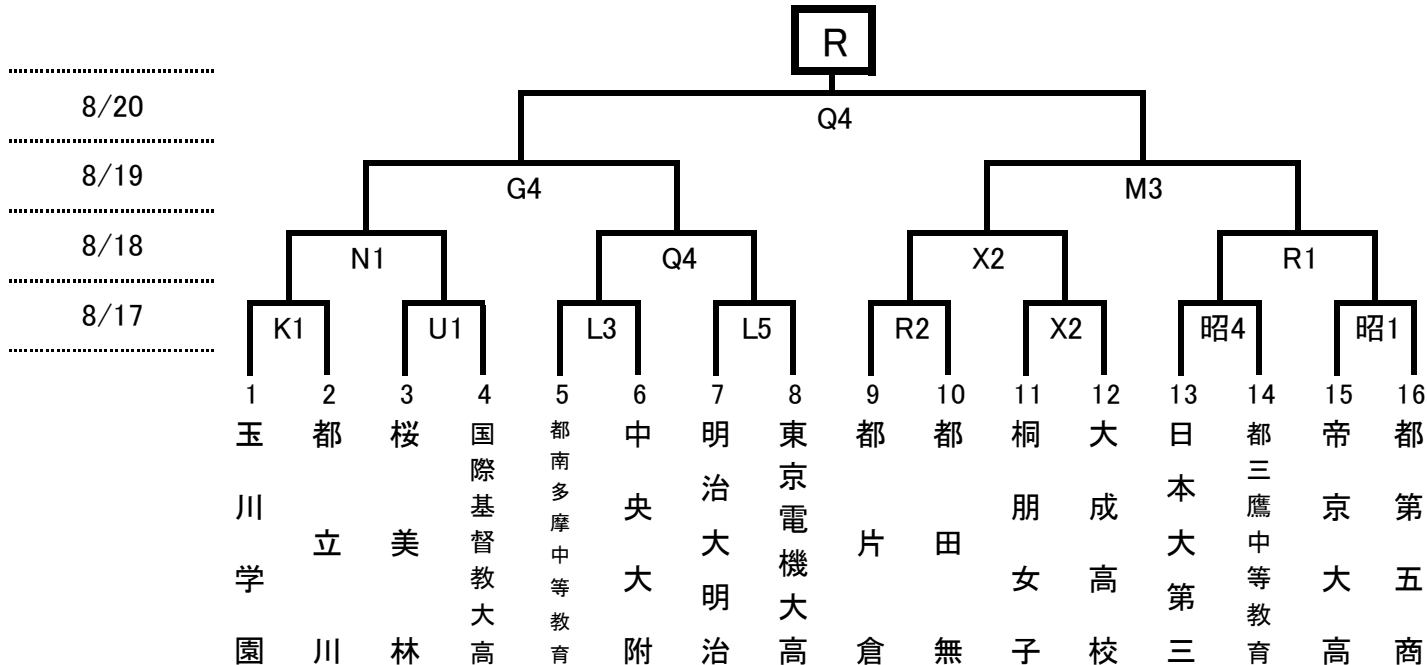 R
8/20
Q4
8/19
G4
M3
8/18
N1
Q4
X2
R1
8/17
K1
U1
L3
L5
R2
X2
昭4
昭1
1
2
3
4
5
6
7
8
9
10
11
12
13
14
15
16
玉川学園
都立川
桜美林
国際基督教大高
都南多摩中等教育
中央大附
明治大明治
東京電機大高
都片倉
都田無
桐朋女子
大成高校
日本大第三
都三鷹中等教育
帝京大高
都第五商